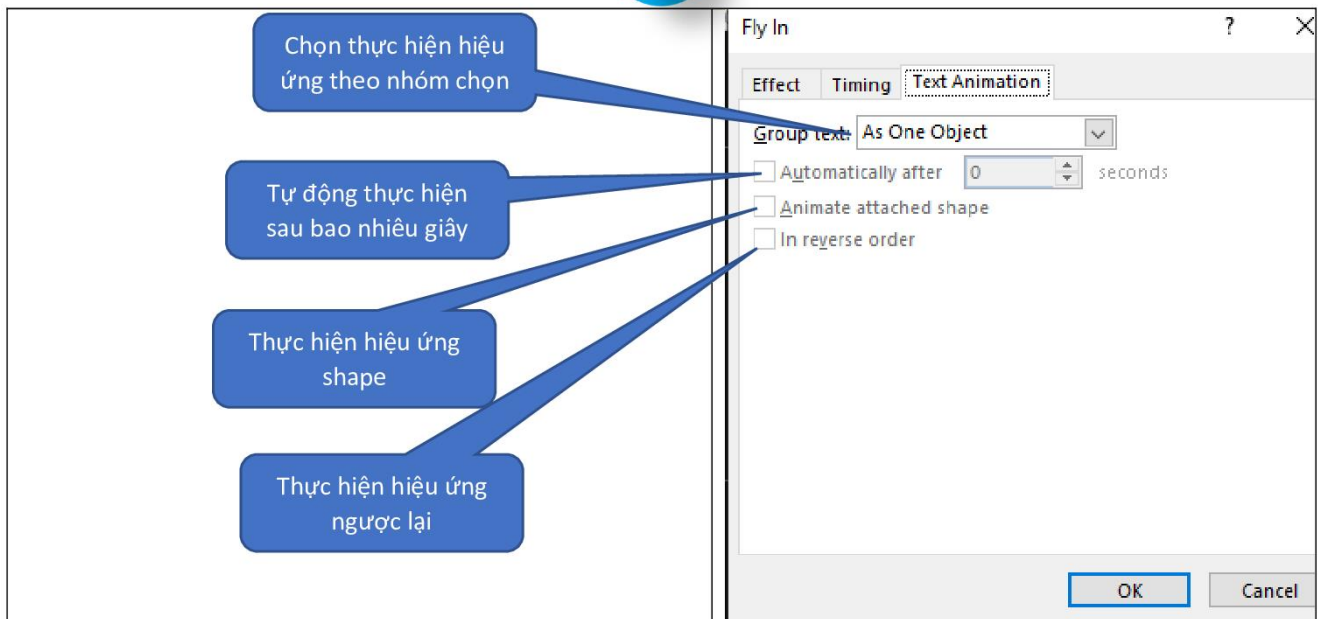 Chọn thực hiện hiệu
ứng theo nhóm chọn
Tự động thực hiện
sau bao nhiêu giây
Thực hiện hiệu ứng
shape
Thực hiện hiệu ứng
ngược lại
Fly In ? X
Effect Timing Text Animation
Group text: As One Object
Automatically after 0 seconds
Animate attached shape
In reverse order
OK Cancel